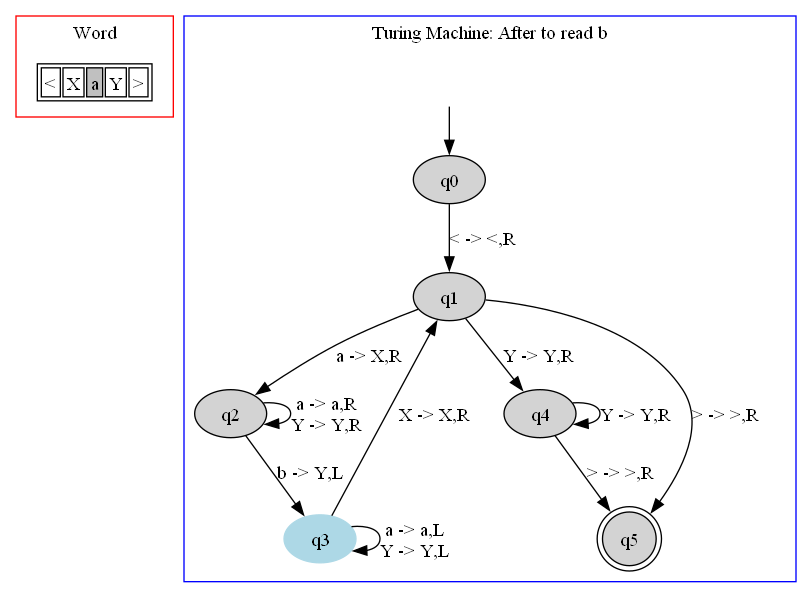 Word
< X a Y >
Turing Machine: After to read b
q0
< -> <,R
q1
a -> X,R
Y -> Y,R
q2
a -> a,R
Y -> Y,R
X -> X,R
q4
Y -> Y,R
> -> >,R
b -> Y,L
> -> >,R
q3
a -> a,L
Y -> Y,L
q5